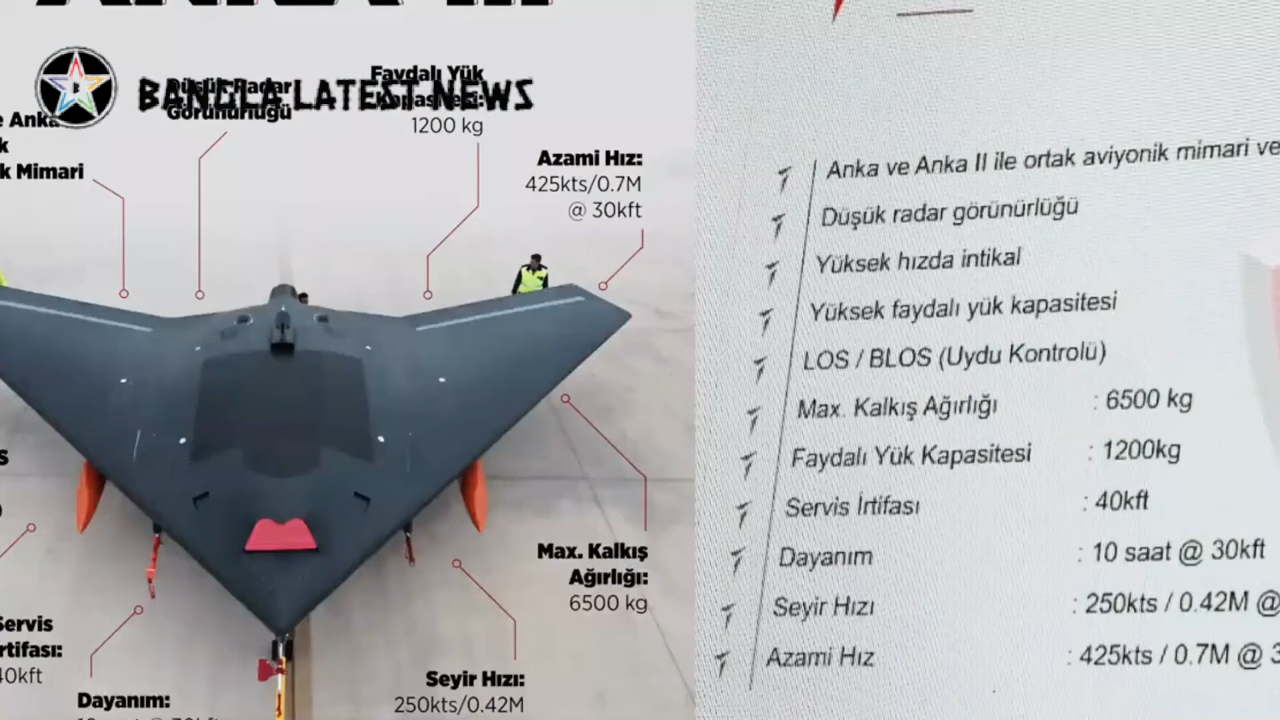 BANGLA LATEST NEWS
Düşük Radar
Görünürlüğü
Faydalı Yük
Kapasitesi:
1200 kg
Azami Hız:
425kts/0.7M
@ 30kft
e Anka
k
k Mimari
Max. Kalkış
Ağırlığı:
6500 kg
Servis
rtifası:
40kft
Dayanım:
Seyir Hızı:
250kts/0.42M
Anka ve Anka II ile ortak aviyonik mimari ve
Düşük radar görünürlüğü
Yüksek hızda intikal
Yüksek faydalı yük kapasitesi
LOS / BLOS (Uydu Kontrolü)
Max. Kalkış Ağırlığı : 6500 kg
Faydalı Yük Kapasitesi : 1200kg
Servis İrtifası : 40kft
Dayanım : 10 saat @ 30kft
Seyir Hızı : 250kts / 0.42M @
Azami Hız : 425kts / 0.7M @ 3